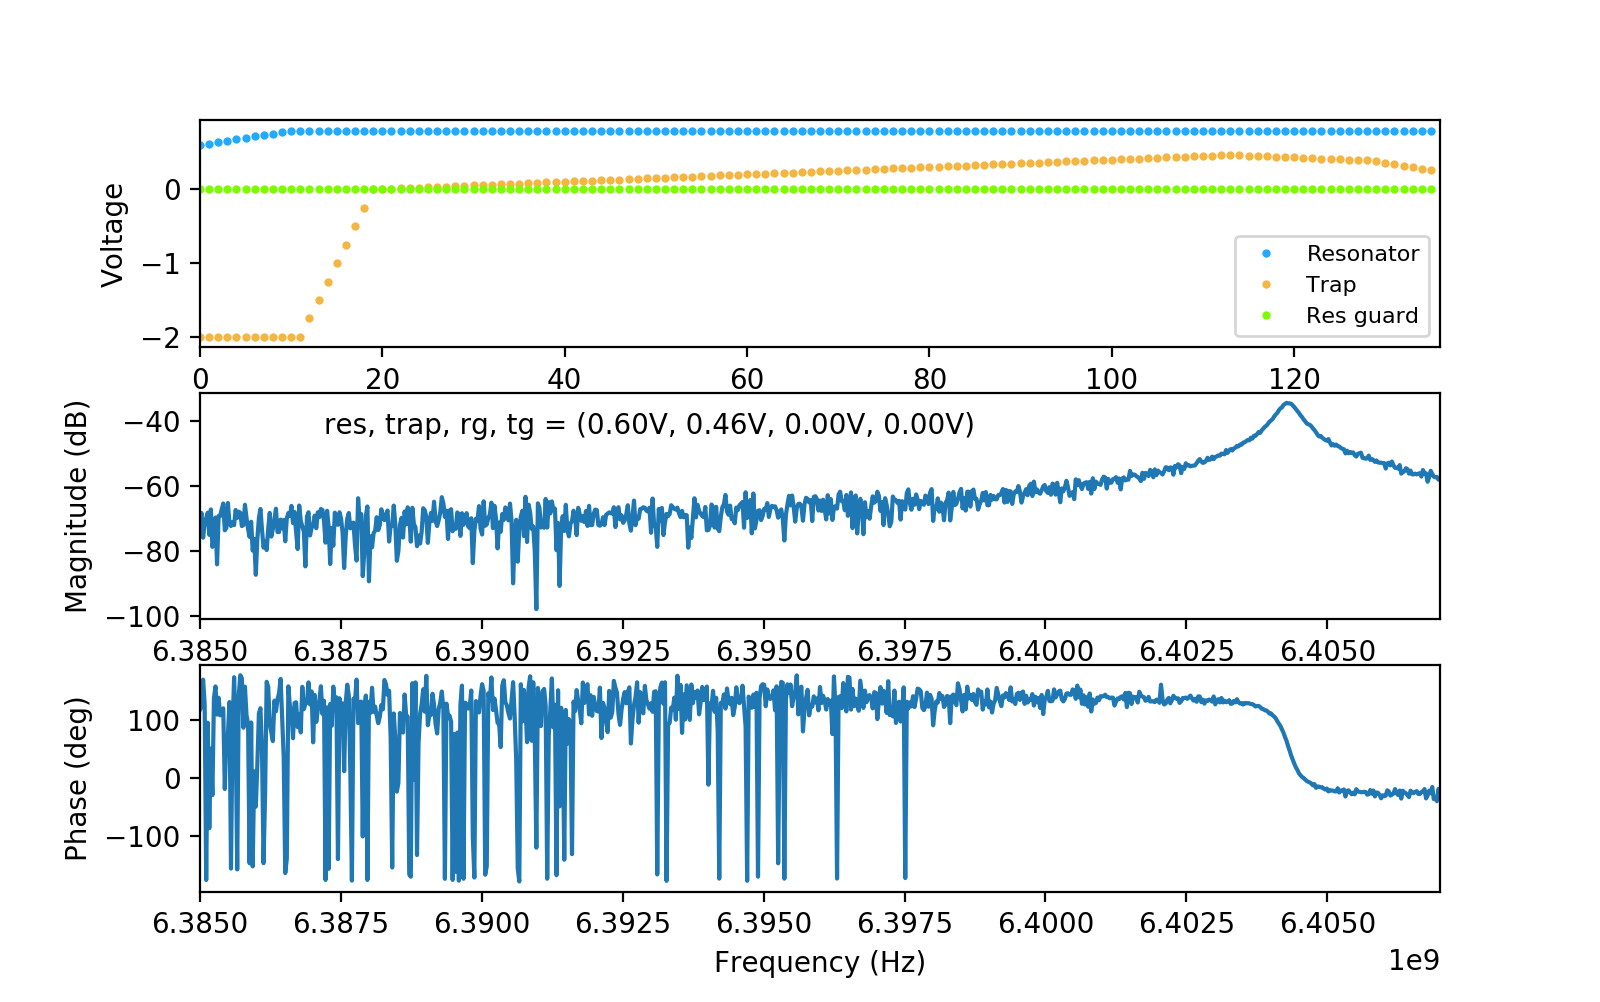 Voltage
0
−1
−2
Resonator
Trap
Res guard
0 20 40 60 80 100 120
Magnitude (dB)
−40
−60
−80
−100
res, trap, rg, tg = (0.60V, 0.46V, 0.00V, 0.00V)
6.3850 6.3875 6.3900 6.3925 6.3950 6.3975 6.4000 6.4025 6.4050
Phase (deg)
100
0
−100
6.3850 6.3875 6.3900 6.3925 6.3950 6.3975 6.4000 6.4025 6.4050
Frequency (Hz)
1e9